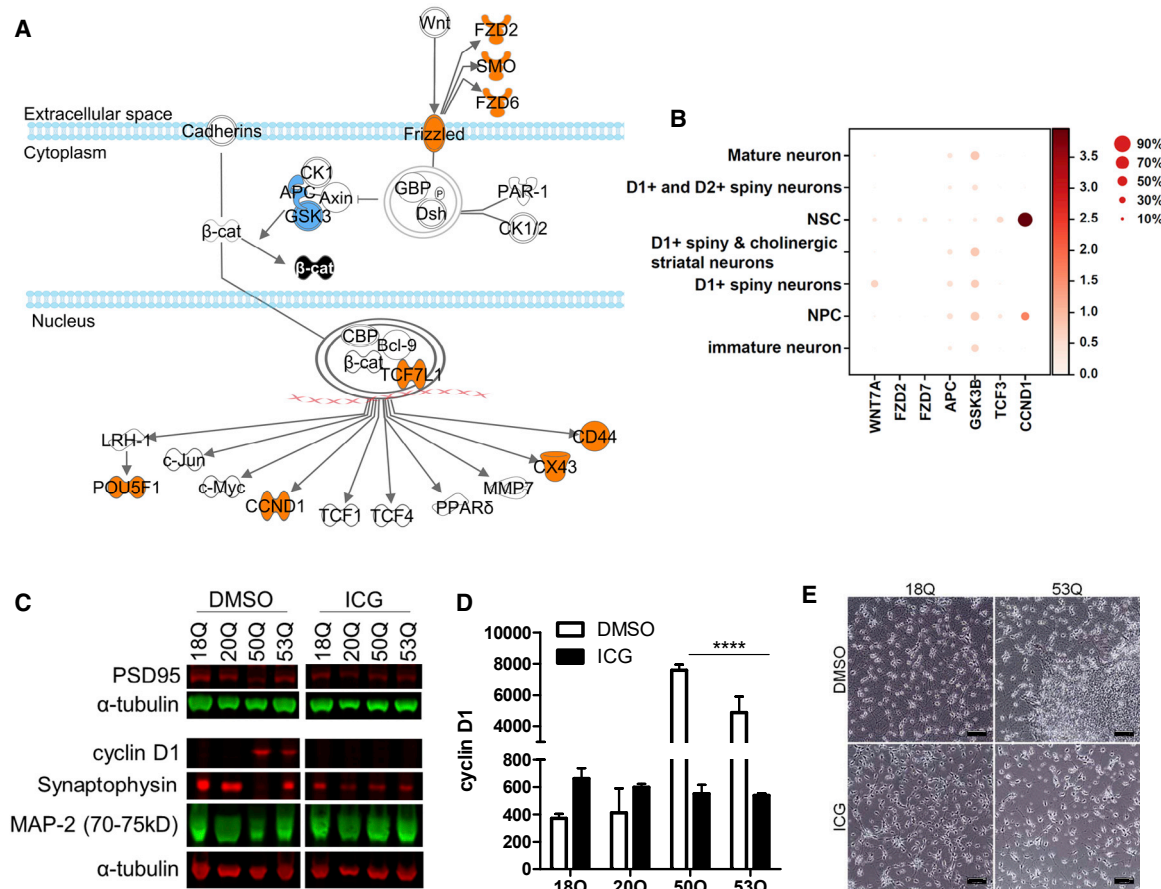 A
Wnt
FZD2
SMO
FZD6
Extracellular space
Cadherins
Frizzled
Cytoplasm
CK1
APC
Axin
GSK3
GBP
P
Dsh
PAR-1
CK1/2
β-cat
β-cat
Nucleus
CBP
Bcl-9
β-cat
TCF7L1
LRH-1
c-Jun
POU5F1
c-Myc
CCND1
TCF1
TCF4
PPARδ
MMP7
CX43
CD44
B
Mature neuron
D1+ and D2+ spiny neurons
NSC
D1+ spiny & cholinergic
striatal neurons
D1+ spiny neurons
NPC
immature neuron
WNT7A
FZD2
FZD7
APC
GSK3B
TCF3
CCND1
3.5
3.0
2.5
2.0
1.5
1.0
0.5
0.0
90%
70%
50%
30%
10%
C
DMSO
ICG
18Q 20Q 50Q 53Q
18Q 20Q 50Q 53Q
PSD95
α-tubulin
cyclin D1
Synaptophysin
MAP-2 (70-75kD)
α-tubulin
D
DMSO
ICG
****
cyclin D1
10000
8000
6000
4000
800
600
400
200
0
18Q 20Q 50Q 53Q
E
18Q 53Q
DMSO
ICG